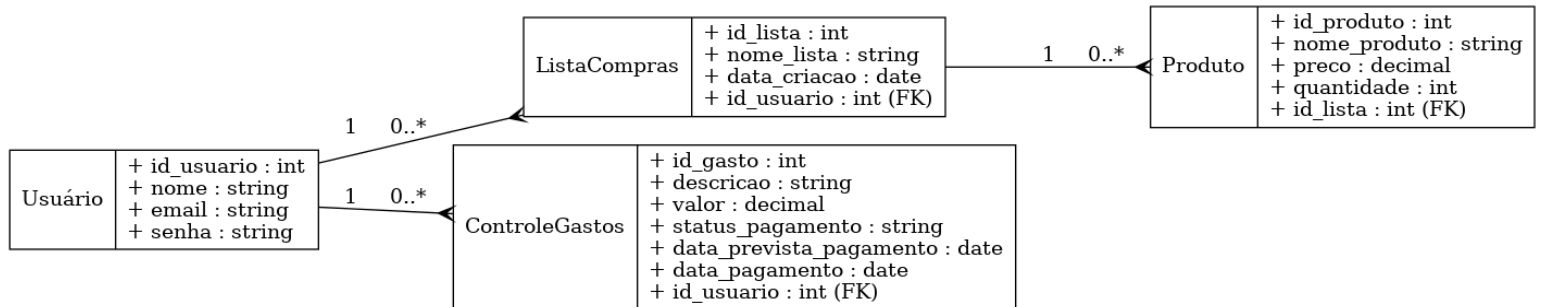 Usuário
+ id_usuario : int
+ nome : string
+ email : string
+ senha : string
1 0..*
1 0..*
ListaCompras
+ id_lista : int
+ nome_lista : string
+ data_criacao : date
+ id_usuario : int (FK)
1 0..*
Produto
+ id_produto : int
+ nome_produto : string
+ preco : decimal
+ quantidade : int
+ id_lista : int (FK)
ControleGastos
+ id_gasto : int
+ descricao : string
+ valor : decimal
+ status_pagamento : string
+ data_prevista_pagamento : date
+ data_pagamento : date
+ id_usuario : int (FK)